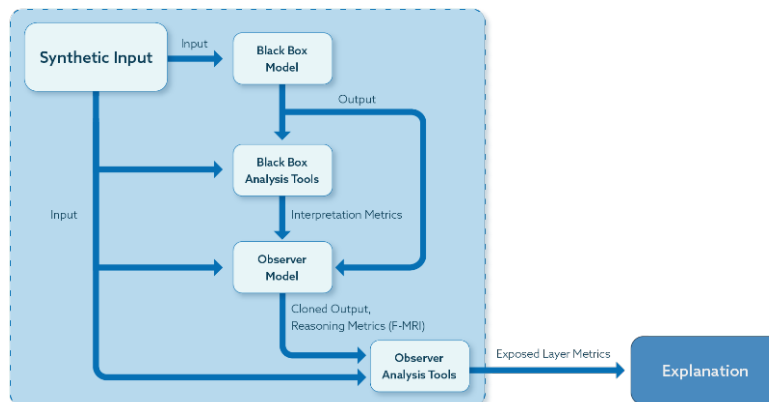 Synthetic Input
Input
Black Box
Model
Output
Black Box
Analysis Tools
Input
Interpretation Metrics
Observer
Model
Cloned Output,
Reasoning Metrics (F-MRI)
Observer
Analysis Tools
Exposed Layer Metrics
Explanation